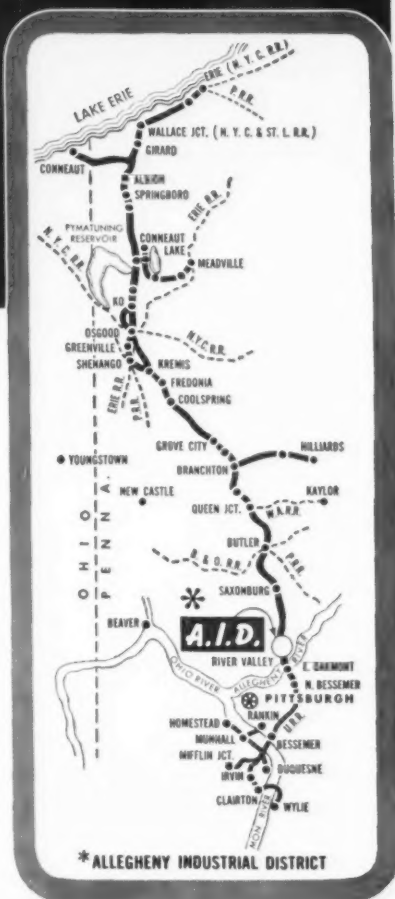 LAKE ERIE
ERIE (N.Y.C. R.R.)
P.R.R.
WALLACE JCT. (N.Y.C. & ST. L. R.R.)
GIRARD
CONNEAUT
ALBION
SPRINGBORO
ERIE R.R.
PYMATUNING
RESERVOIR
CONNEAUT
LAKE
N.Y.C. R.R.
MEADVILLE
KO
OSGOOD
N.Y.C. R.R.
GREENVILLE
SHENANGO
KREMIS
ERIE R.R.
P.R.R.
FREDONIA
COOLSPRING
GROVE CITY
HILLIARDS
YOUNGSTOWN
BRANCHTON
NEW CASTLE
KAYLOR
QUEEN JCT.
W.A.R.R.
OHIO
PENNA.
BUTLER
B. & O. R.R.
P.R.R.
SAXONBURG
*
BEAVER
A.I.D.
RIVER VALLEY
OHIO RIVER
ALLEGHENY RIVER
E. OAKMONT
N. BESSEMER
PITTSBURGH
RANKIN
U.R.R.
HOMESTEAD
MUNHALL
BESSEMER
MIFFLIN JCT.
IRVIN
DUQUESNE
CLAIRTON
WYLIE
MON RIVER
*ALLEGHENY INDUSTRIAL DISTRICT